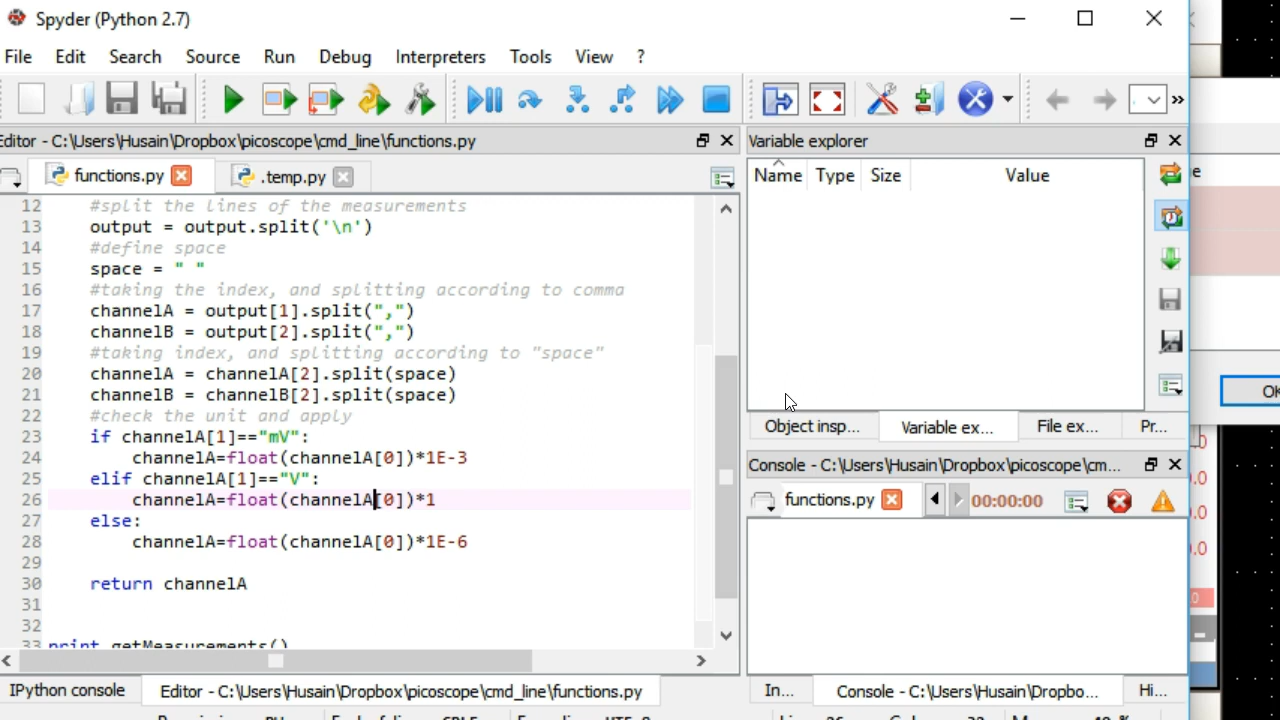 Spyder (Python 2.7)
File Edit Search Source Run Debug Interpreters Tools View ?
Editor - C:\Users\Husain\Dropbox\picoscope\cmd_line\functions.py
functions.py
.temp.py
12 #split the lines of the measurements
13 output = output.split('\n')
14 #define space
15 space = " "
16 #taking the index, and splitting according to comma
17 channelA = output[1].split(",")
18 channelB = output[2].split(",")
19 #taking index, and splitting according to "space"
20 channelA = channelA[2].split(space)
21 channelB = channelB[2].split(space)
22 #check the unit and apply
23 if channelA[1]=="mV":
24 channelA=float(channelA[0])*1E-3
25 elif channelA[1]=="V":
26 channelA=float(channelA[0])*1
27 else:
28 channelA=float(channelA[0])*1E-6
29
30 return channelA
31
32
33 print getMeasurements()
IPython console
Editor - C:\Users\Husain\Dropbox\picoscope\cmd_line\functions.py
Variable explorer
Name Type Size Value
Object insp... Variable ex... File ex... Pr...
Console - C:\Users\Husain\Dropbox\picoscope\cm...
functions.py
00:00:00
In... Console - C:\Users\Husain\Dropbo... Hi...
OK